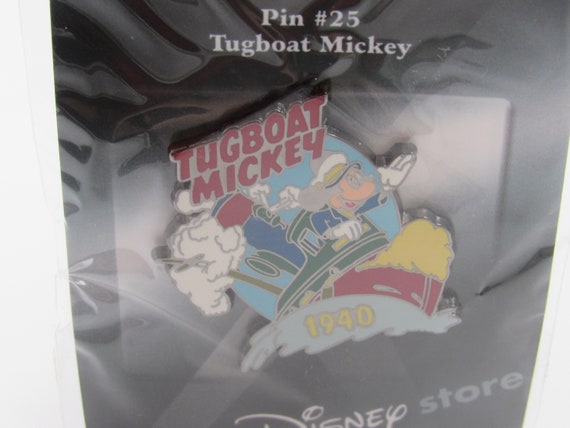 Pin #25
Tugboat Mickey
TUGBOAT
MICKEY
1940
DISNEY store